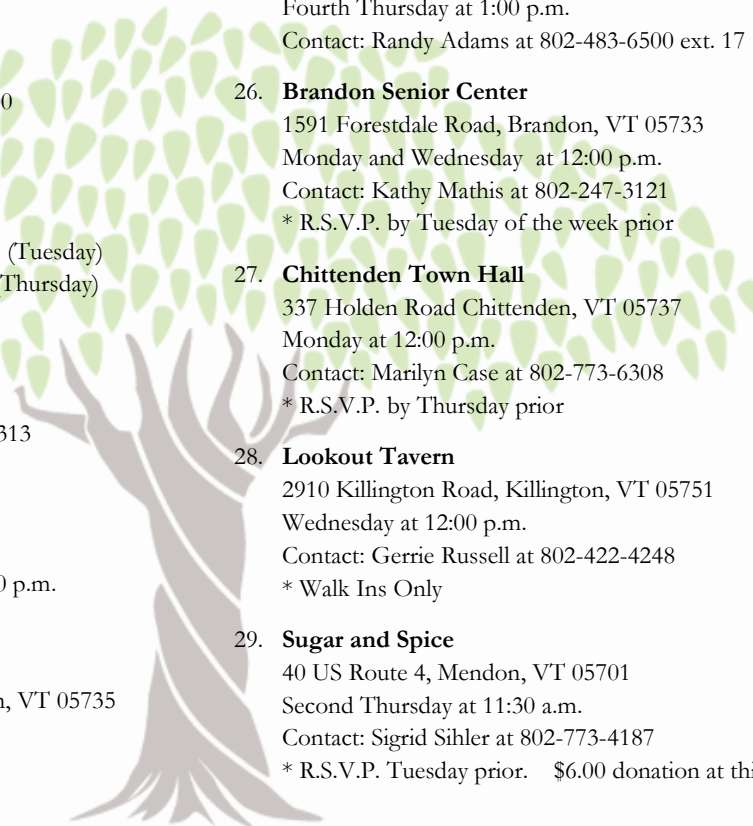 0
(Tuesday)
(Thursday)
313
0 p.m.
VT 05735
Fourth Thursday at 1:00 p.m.
Contact: Randy Adams at 802-483-6500 ext. 17
26. Brandon Senior Center
1591 Forestdale Road, Brandon, VT 05733
Monday and Wednesday at 12:00 p.m.
Contact: Kathy Mathis at 802-247-3121
* R.S.V.P. by Tuesday of the week prior
27. Chittenden Town Hall
337 Holden Road Chittenden, VT 05737
Monday at 12:00 p.m.
Contact: Marilyn Case at 802-773-6308
* R.S.V.P. by Thursday prior
28. Lookout Tavern
2910 Killington Road, Killington, VT 05751
Wednesday at 12:00 p.m.
Contact: Gerrie Russell at 802-422-4248
* Walk Ins Only
29. Sugar and Spice
40 US Route 4, Mendon, VT 05701
Second Thursday at 11:30 a.m.
Contact: Sigrid Sihler at 802-773-4187
* R.S.V.P. Tuesday prior. $6.00 donation at thi